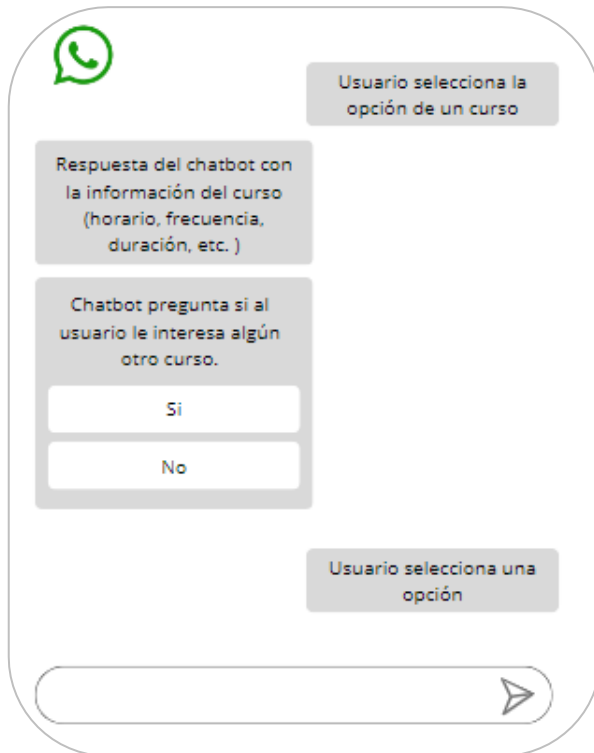 Usuario selecciona la
opción de un curso
Respuesta del chatbot con
la información del curso
(horario, frecuencia,
duración, etc. )
Chatbot pregunta si al
usuario le interesa algún
otro curso.
Si
No
Usuario selecciona una
opción